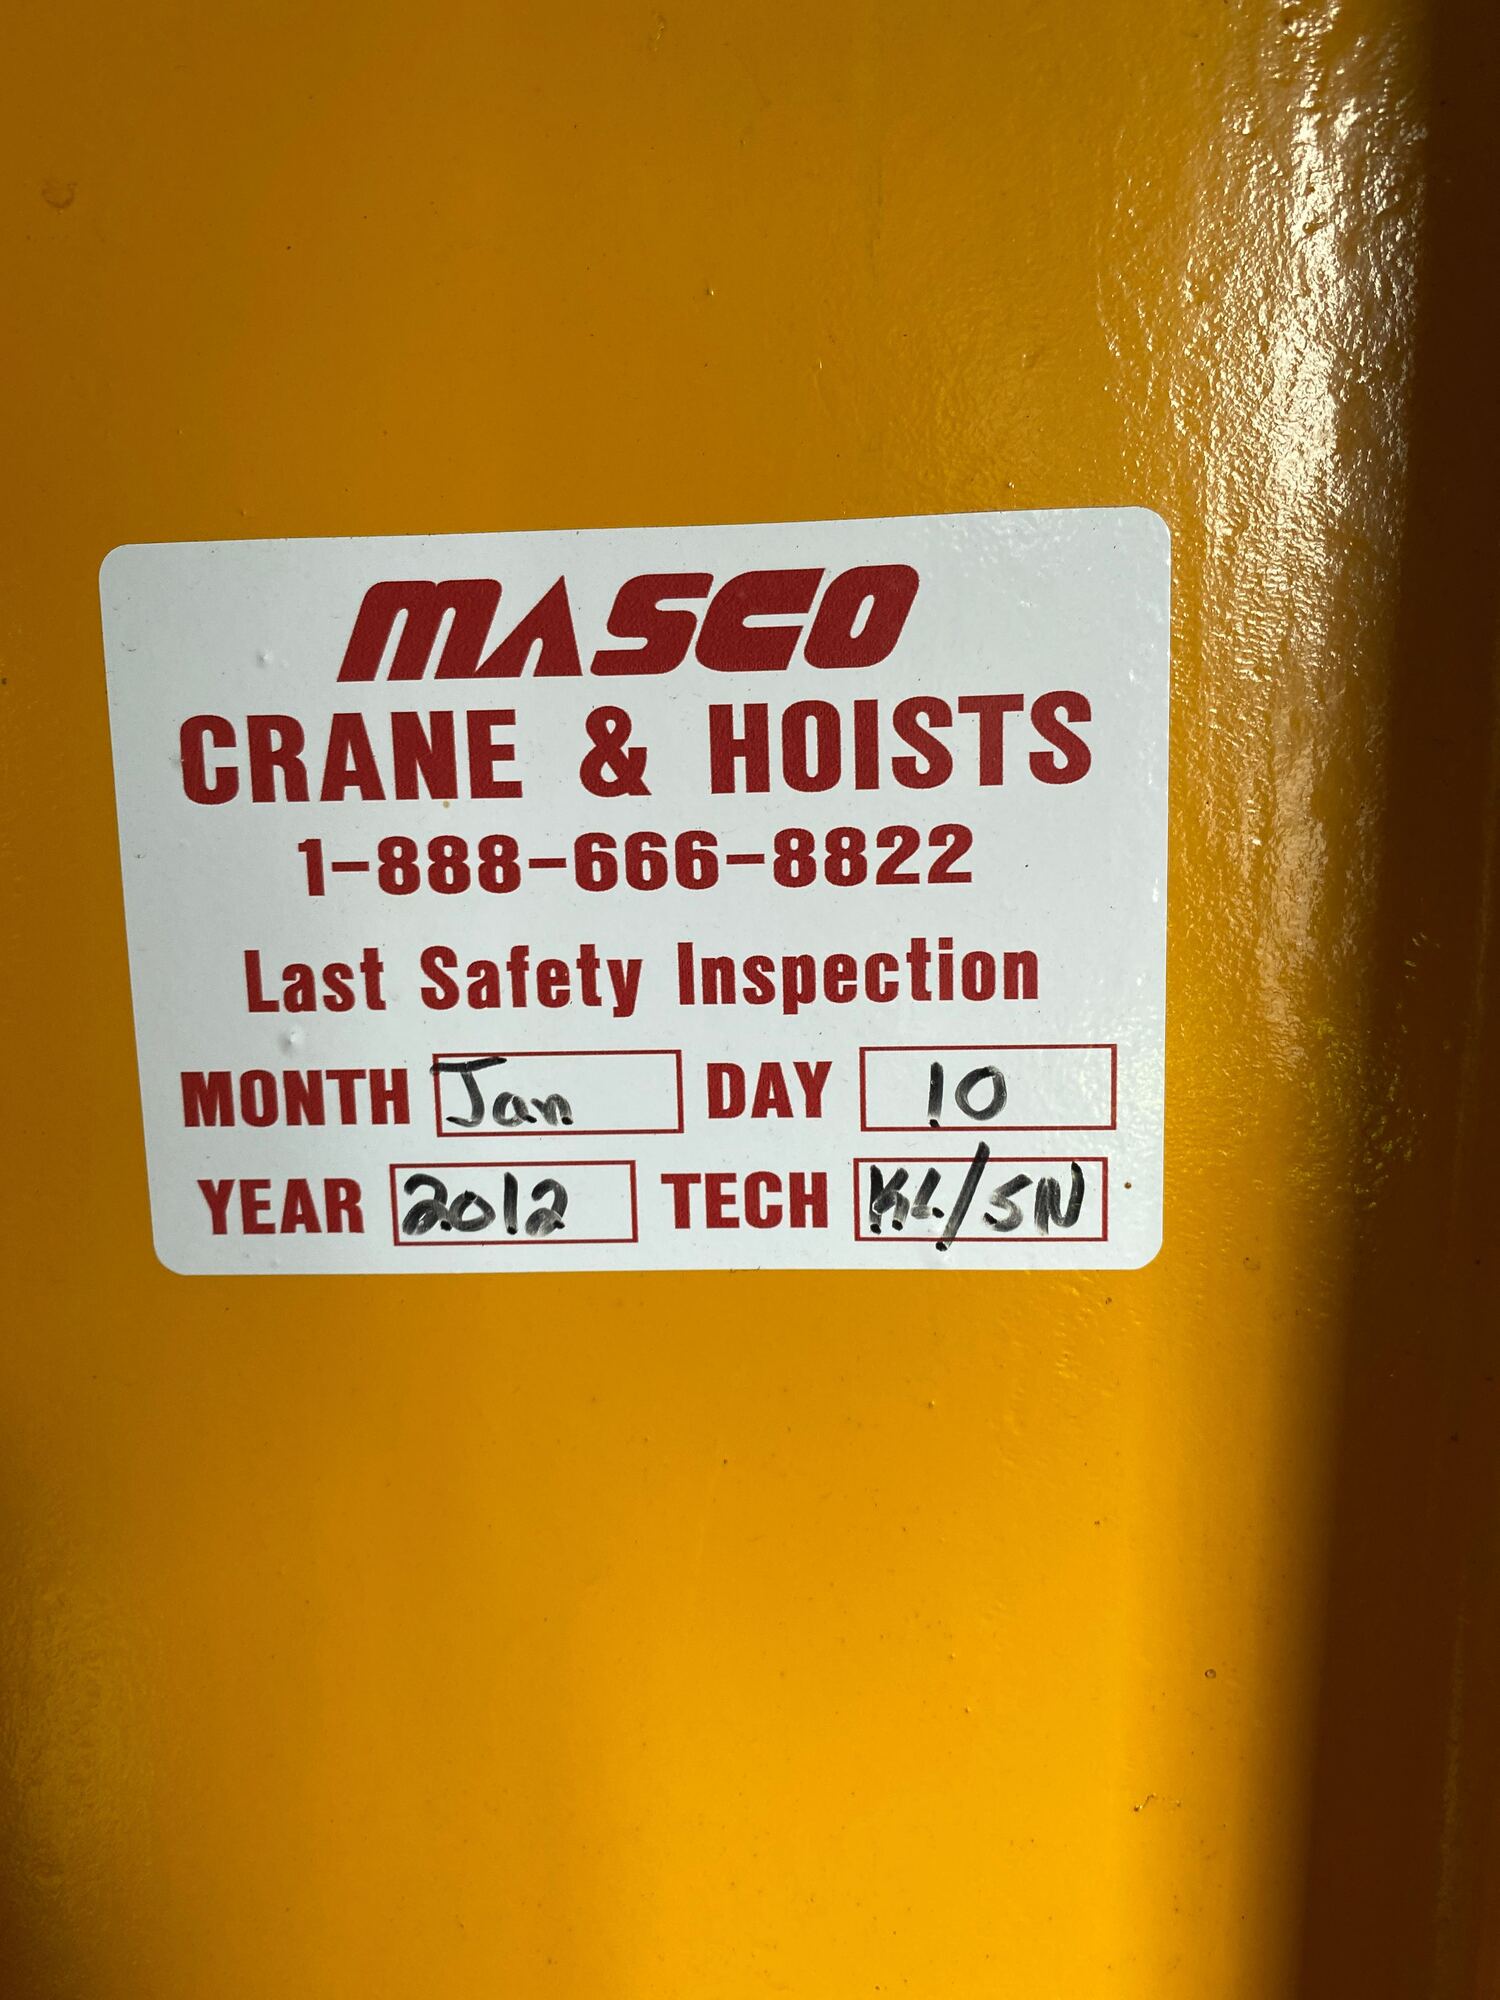 MASCO
CRANE & HOISTS
1-888-666-8822
Last Safety Inspection
MONTH Jan DAY 10
YEAR 2012 TECH KL/SN